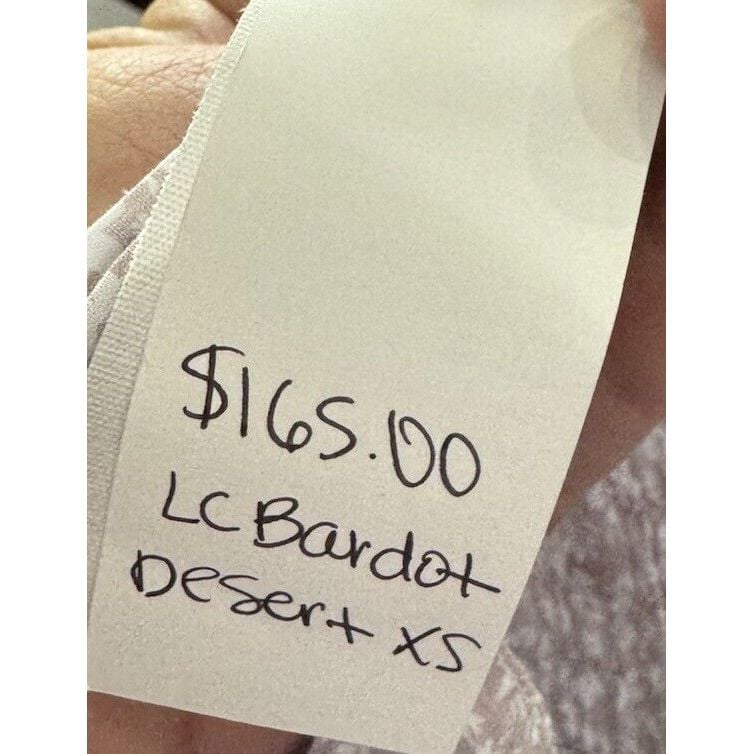 $165.00
LC Bardot
Desert XS